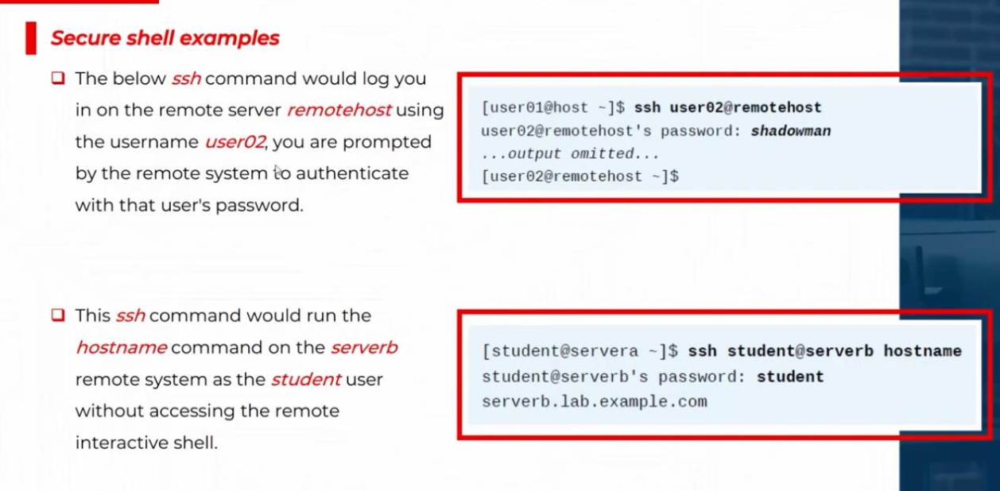 Secure shell examples
The below ssh command would log you
in on the remote server remotehost using
the username user02, you are prompted
by the remote system to authenticate
with that user's password.
[user01@host ~]$ ssh user02@remotehost
user02@remotehost's password: shadowman
...output omitted...
[user02@remotehost ~]$
This ssh command would run the
hostname command on the serverb
remote system as the student user
without accessing the remote
interactive shell.
[student@servera ~]$ ssh student@serverb hostname
student@serverb's password: student
serverb.lab.example.com